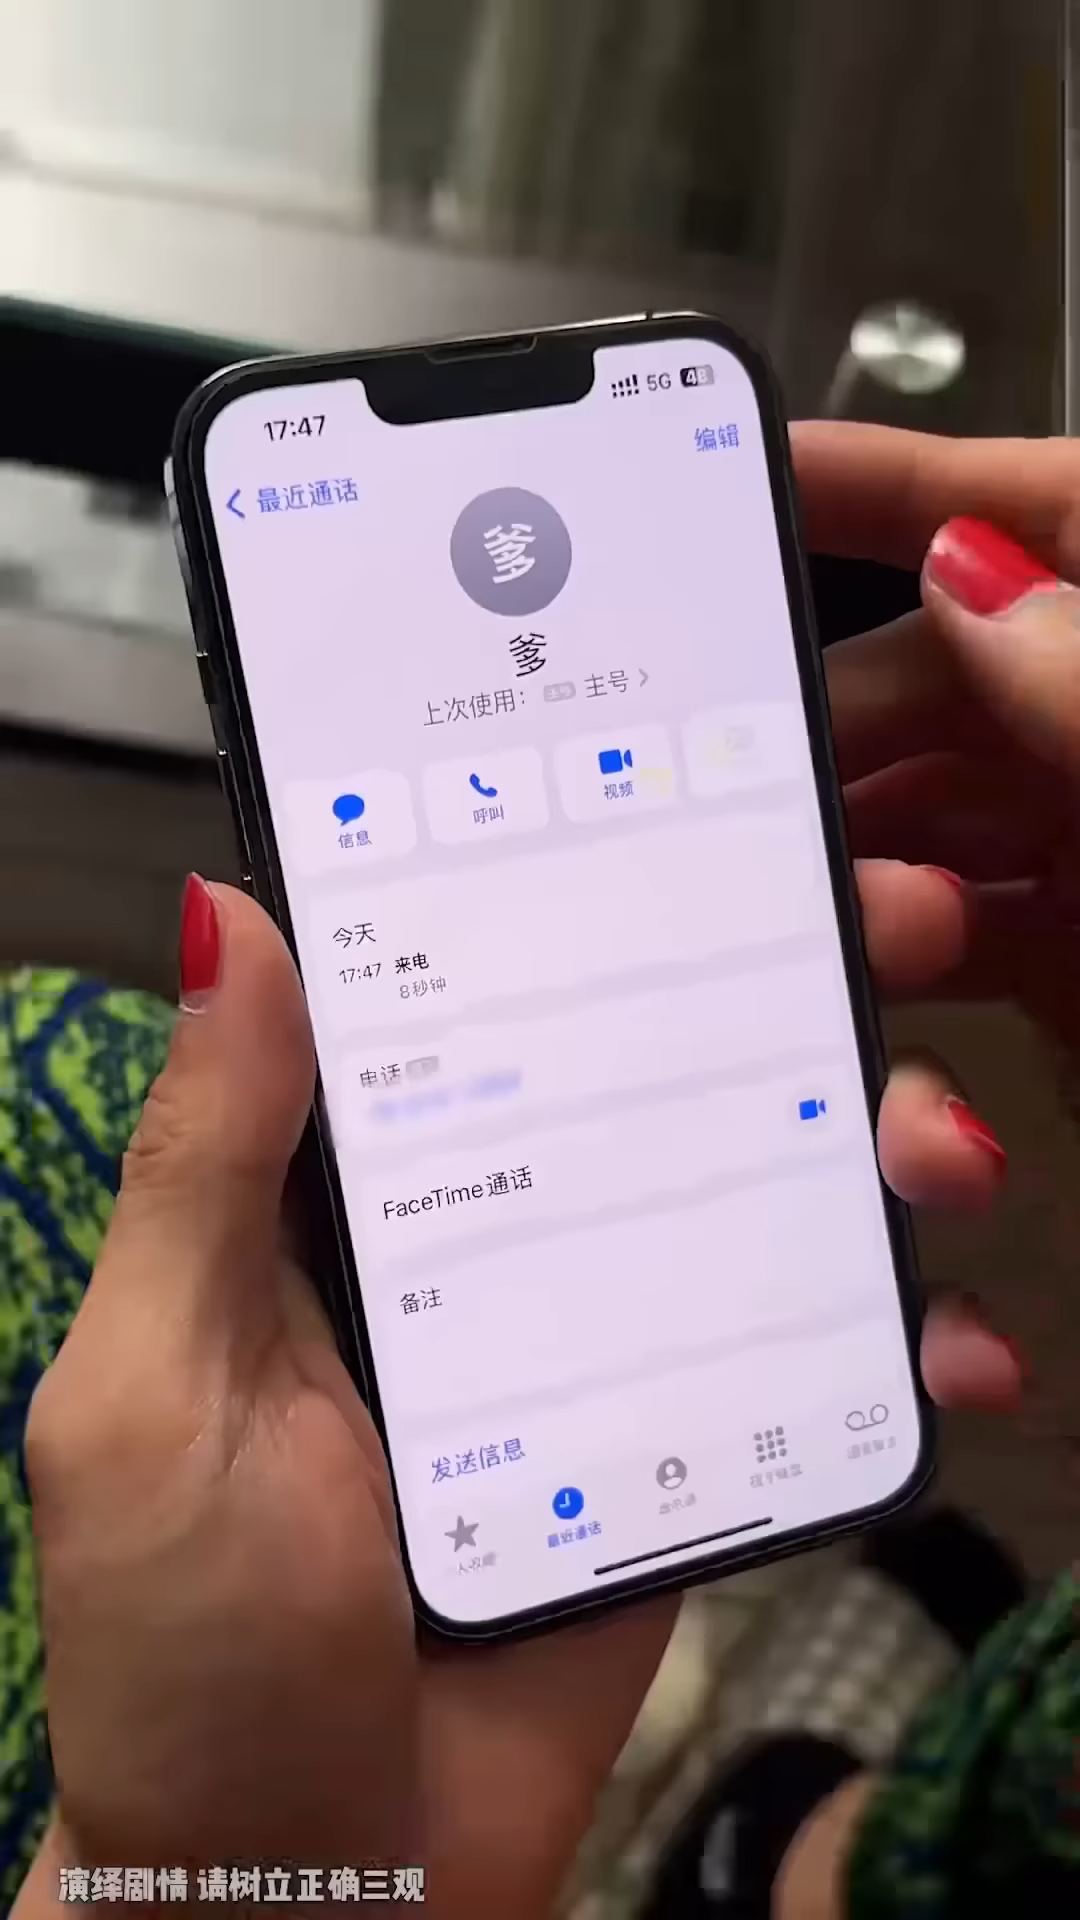 17:47
5G 48
最近通话
编辑
爹
爹
上次使用： 主号 主号
信息
呼叫
视频
今天
17:47 来电
8秒钟
电话
FaceTime通话
备注
发送信息
最近通话
演绎剧情 请树立正确三观